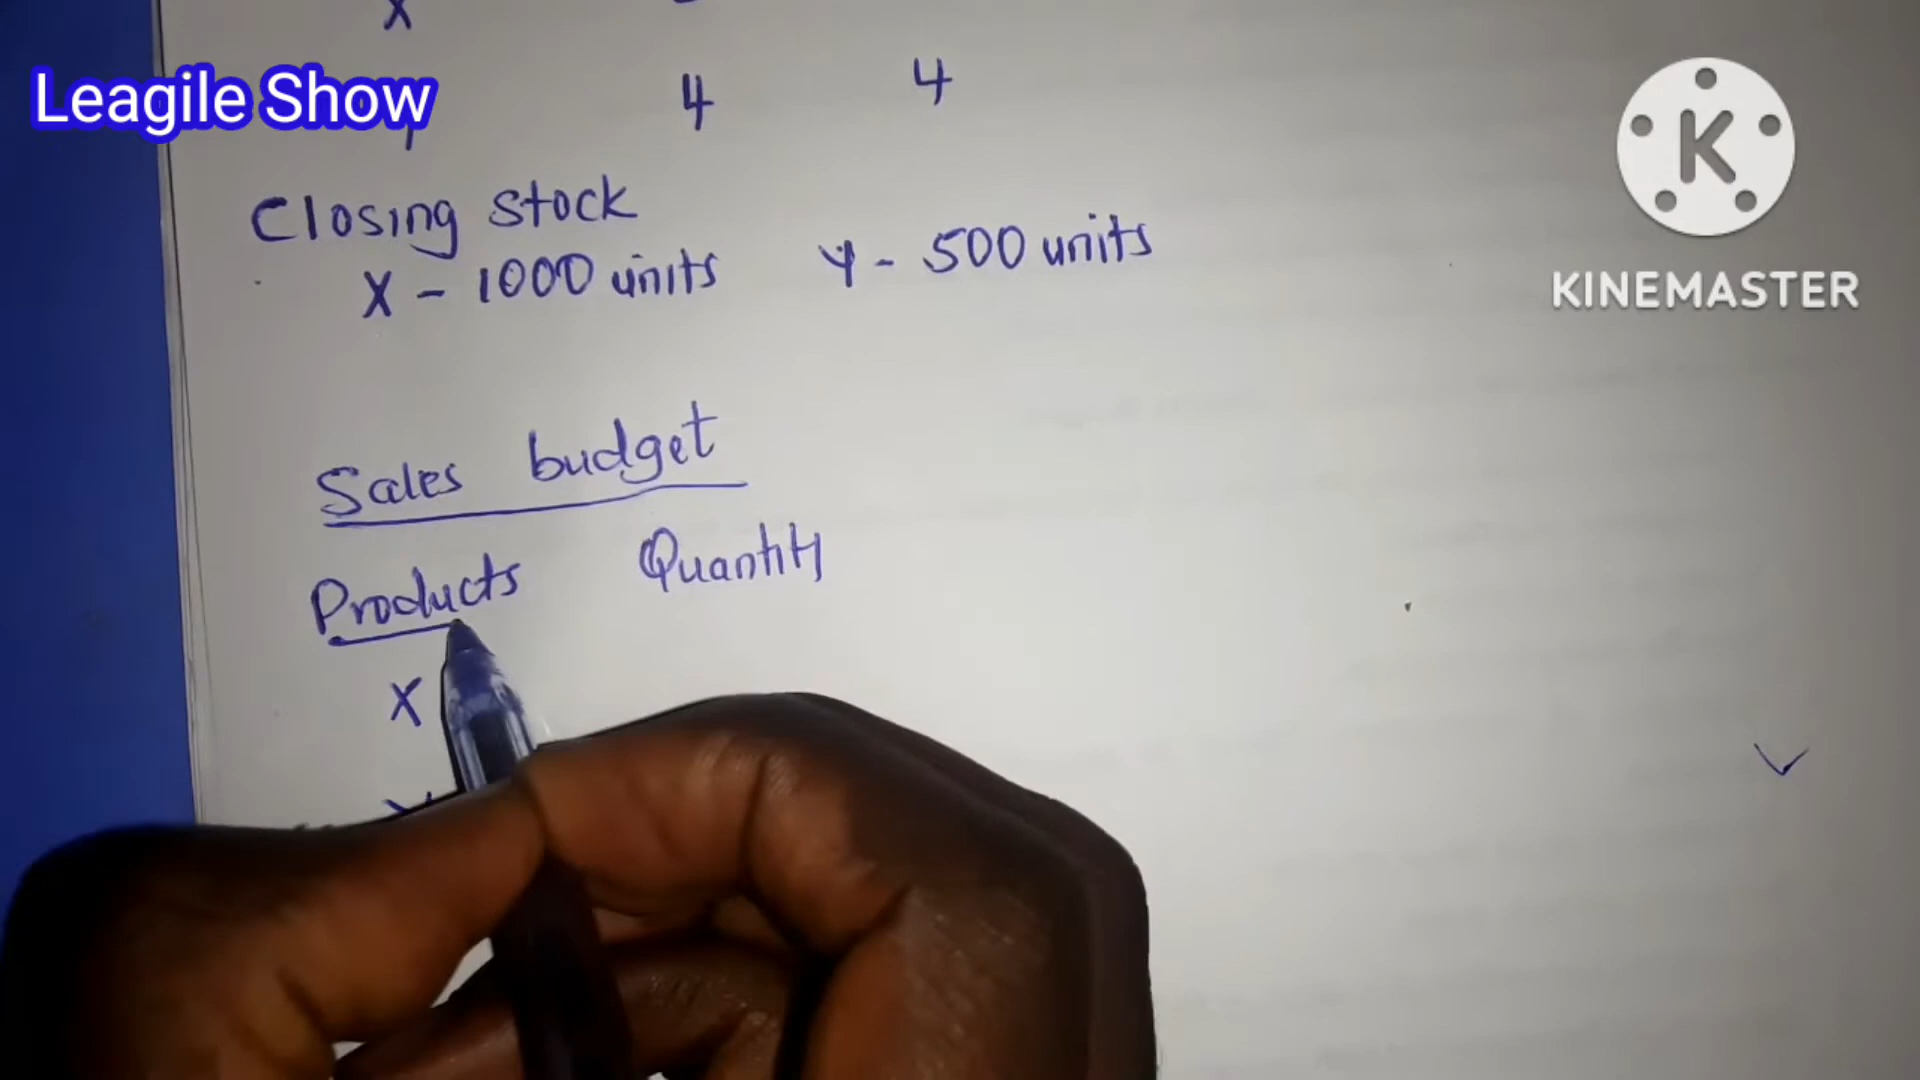 X
Leagile Show
4 4
Closing stock
X - 1000 units Y - 500 units
K
KINEMASTER
Sales budget
Products Quantity
X